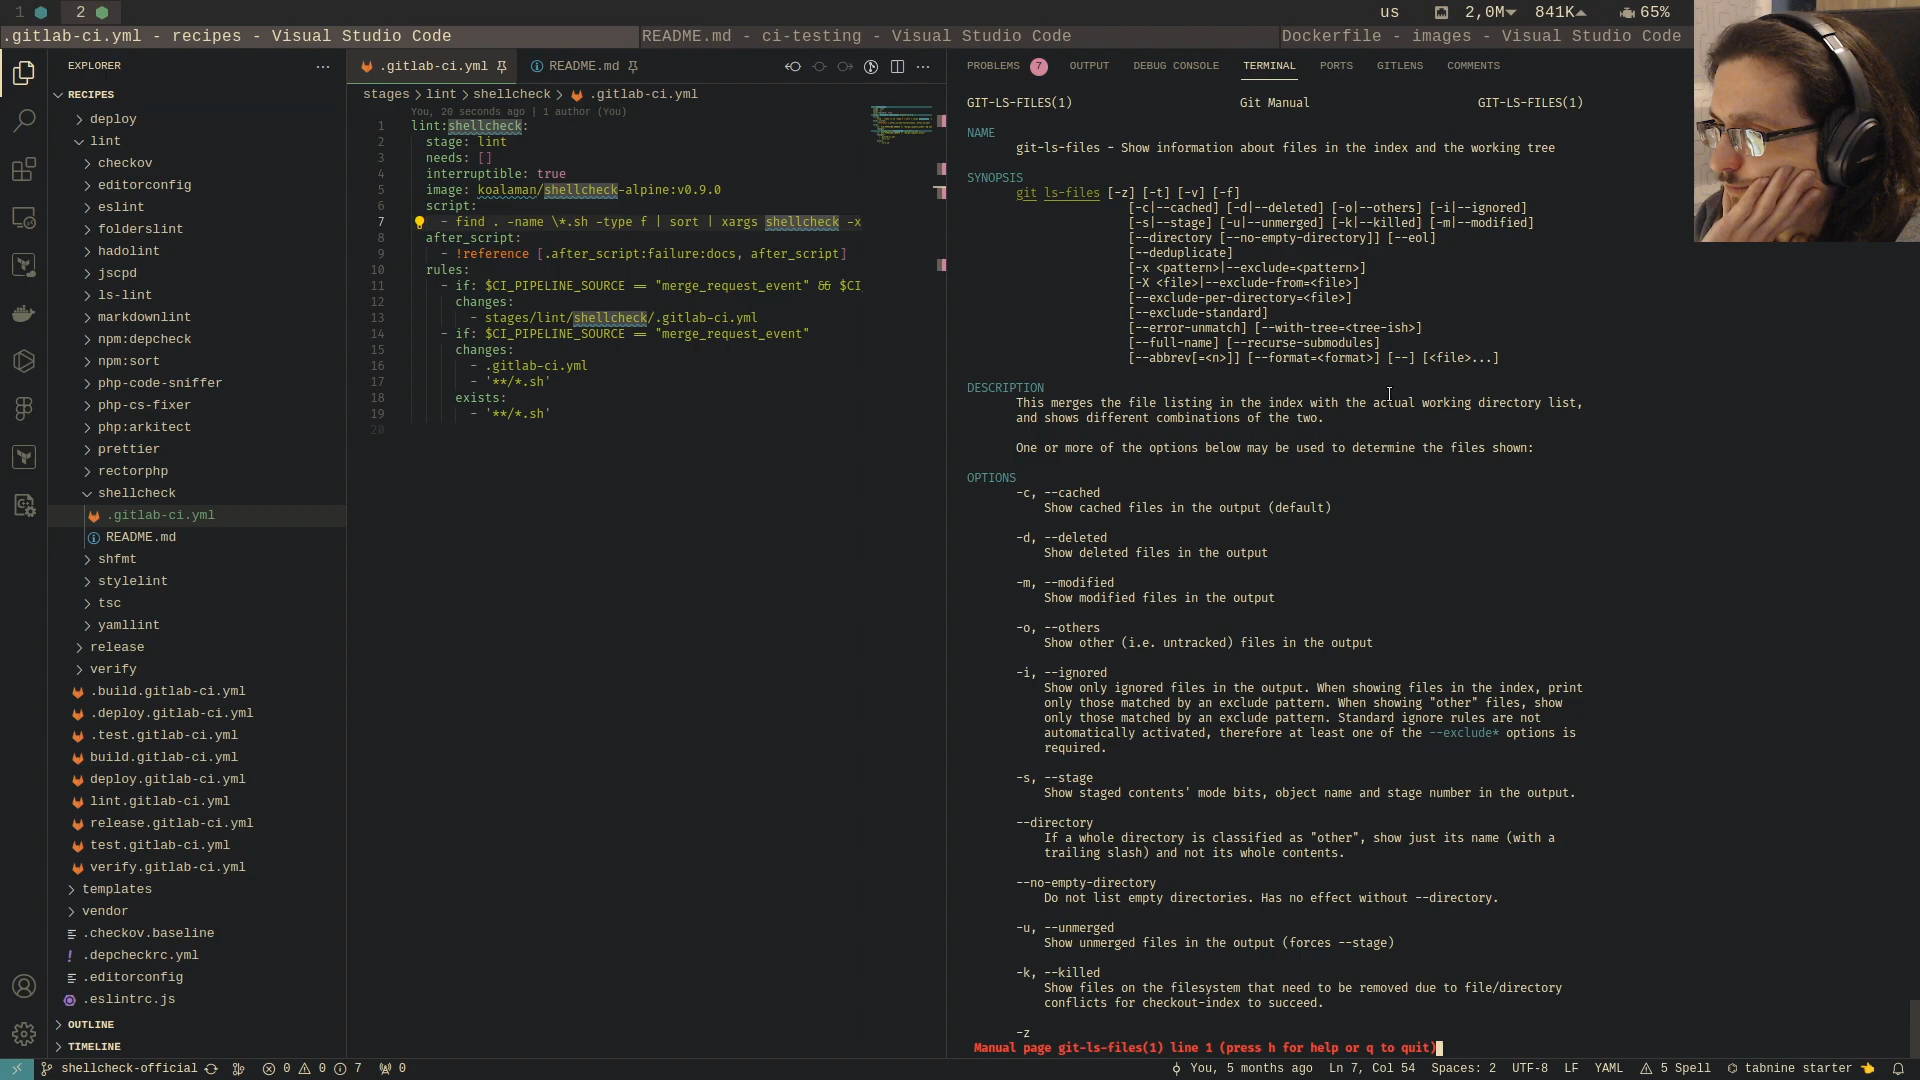 1
2
us
2,0M
841K
65%
.gitlab-ci.yml - recipes - Visual Studio Code
README.md - ci-testing - Visual Studio Code
Dockerfile - images - Visual Studio Code
EXPLORER
RECIPES
deploy
lint
checkov
editorconfig
eslint
folderslint
hadolint
jscpd
ls-lint
markdownlint
npm:depcheck
npm:sort
php-code-sniffer
php-cs-fixer
php:arkitect
prettier
rectorphp
shellcheck
.gitlab-ci.yml
README.md
shfmt
stylelint
tsc
yamllint
release
verify
.build.gitlab-ci.yml
.deploy.gitlab-ci.yml
.test.gitlab-ci.yml
build.gitlab-ci.yml
deploy.gitlab-ci.yml
lint.gitlab-ci.yml
release.gitlab-ci.yml
test.gitlab-ci.yml
verify.gitlab-ci.yml
templates
vendor
.checkov.baseline
.depcheckrc.yml
.editorconfig
.eslintrc.js
OUTLINE
TIMELINE
.gitlab-ci.yml
README.md
stages > lint > shellcheck > .gitlab-ci.yml
You, 20 seconds ago | 1 author (You)
1 lint:shellcheck:
2 stage: lint
3 needs: []
4 interruptible: true
5 image: koalaman/shellcheck-alpine:v0.9.0
6 script:
7 - find . -name \*.sh -type f | sort | xargs shellcheck -x
8 after_script:
9 - !reference [.after_script:failure:docs, after_script]
10 rules:
11 - if: $CI_PIPELINE_SOURCE == "merge_request_event" && $CI_
12 changes:
13 - stages/lint/shellcheck/.gitlab-ci.yml
14 - if: $CI_PIPELINE_SOURCE == "merge_request_event"
15 changes:
16 - .gitlab-ci.yml
17 - '**/*.sh'
18 exists:
19 - '**/*.sh'
20
PROBLEMS 7 OUTPUT DEBUG CONSOLE TERMINAL PORTS GITLENS COMMENTS
GIT-LS-FILES(1) Git Manual GIT-LS-FILES(1)
NAME
git-ls-files - Show information about files in the index and the working tree
SYNOPSIS
git ls-files [-z] [-t] [-v] [-f]
[-c|--cached] [-d|--deleted] [-o|--others] [-i|--ignored]
[-s|--stage] [-u|--unmerged] [-k|--killed] [-m|--modified]
[--directory [--no-empty-directory]] [--eol]
[--deduplicate]
[-x <pattern>|--exclude=<pattern>]
[-X <file>|--exclude-from=<file>]
[--exclude-per-directory=<file>]
[--exclude-standard]
[--error-unmatch] [--with-tree=<tree-ish>]
[--full-name] [--recurse-submodules]
[--abbrev[=<n>]] [--format=<format>] [--] [<file>...]
DESCRIPTION
This merges the file listing in the index with the actual working directory list,
and shows different combinations of the two.
One or more of the options below may be used to determine the files shown:
OPTIONS
-c, --cached
Show cached files in the output (default)
-d, --deleted
Show deleted files in the output
-m, --modified
Show modified files in the output
-o, --others
Show other (i.e. untracked) files in the output
-i, --ignored
Show only ignored files in the output. When showing files in the index, print
only those matched by an exclude pattern. When showing "other" files, show
only those matched by an exclude pattern. Standard ignore rules are not
automatically activated, therefore at least one of the --exclude* options is
required.
-s, --stage
Show staged contents' mode bits, object name and stage number in the output.
--directory
If a whole directory is classified as "other", show just its name (with a
trailing slash) and not its whole contents.
--no-empty-directory
Do not list empty directories. Has no effect without --directory.
-u, --unmerged
Show unmerged files in the output (forces --stage)
-k, --killed
Show files on the filesystem that need to be removed due to file/directory
conflicts for checkout-index to succeed.
-z
Manual page git-ls-files(1) line 1 (press h for help or q to quit)
shellcheck-official 0 0 7 0
You, 5 months ago Ln 7, Col 54 Spaces: 2 UTF-8 LF YAML 5 Spell tabnine starter